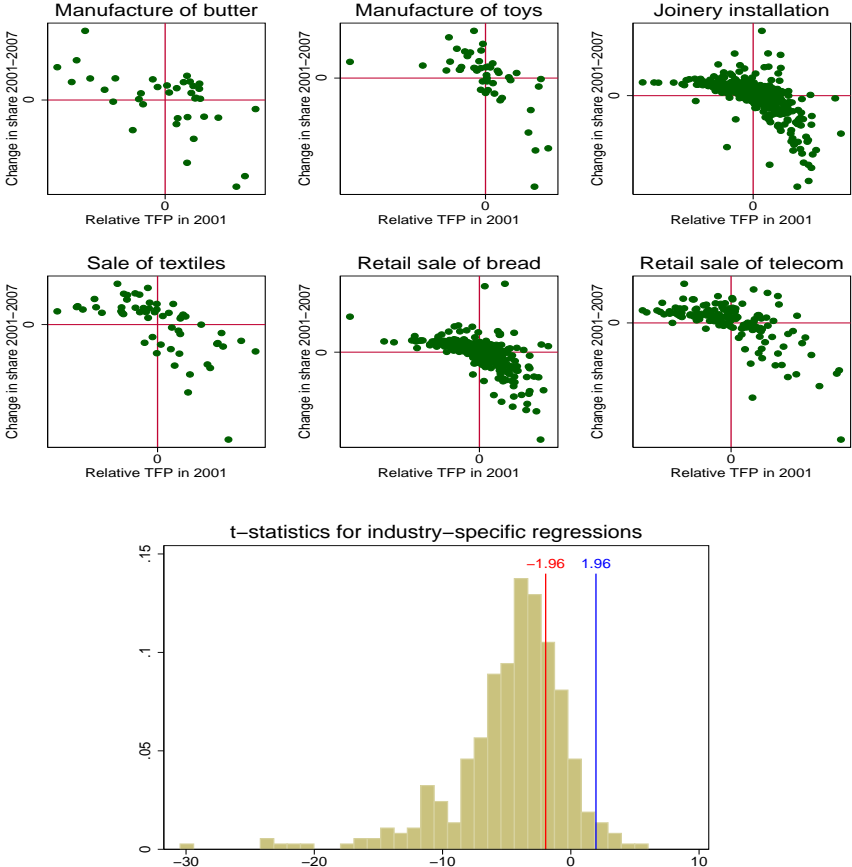 Manufacture of butter
Change in share 2001−2007
0
0
Relative TFP in 2001
Manufacture of toys
Change in share 2001−2007
0
0
Relative TFP in 2001
Joinery installation
Change in share 2001−2007
0
0
Relative TFP in 2001
Sale of textiles
Change in share 2001−2007
0
0
Relative TFP in 2001
Retail sale of bread
Change in share 2001−2007
0
0
Relative TFP in 2001
Retail sale of telecom
Change in share 2001−2007
0
0
Relative TFP in 2001
t−statistics for industry−specific regressions
−1.96 1.96
.15
.1
.05
0
−30 −20 −10 0 10